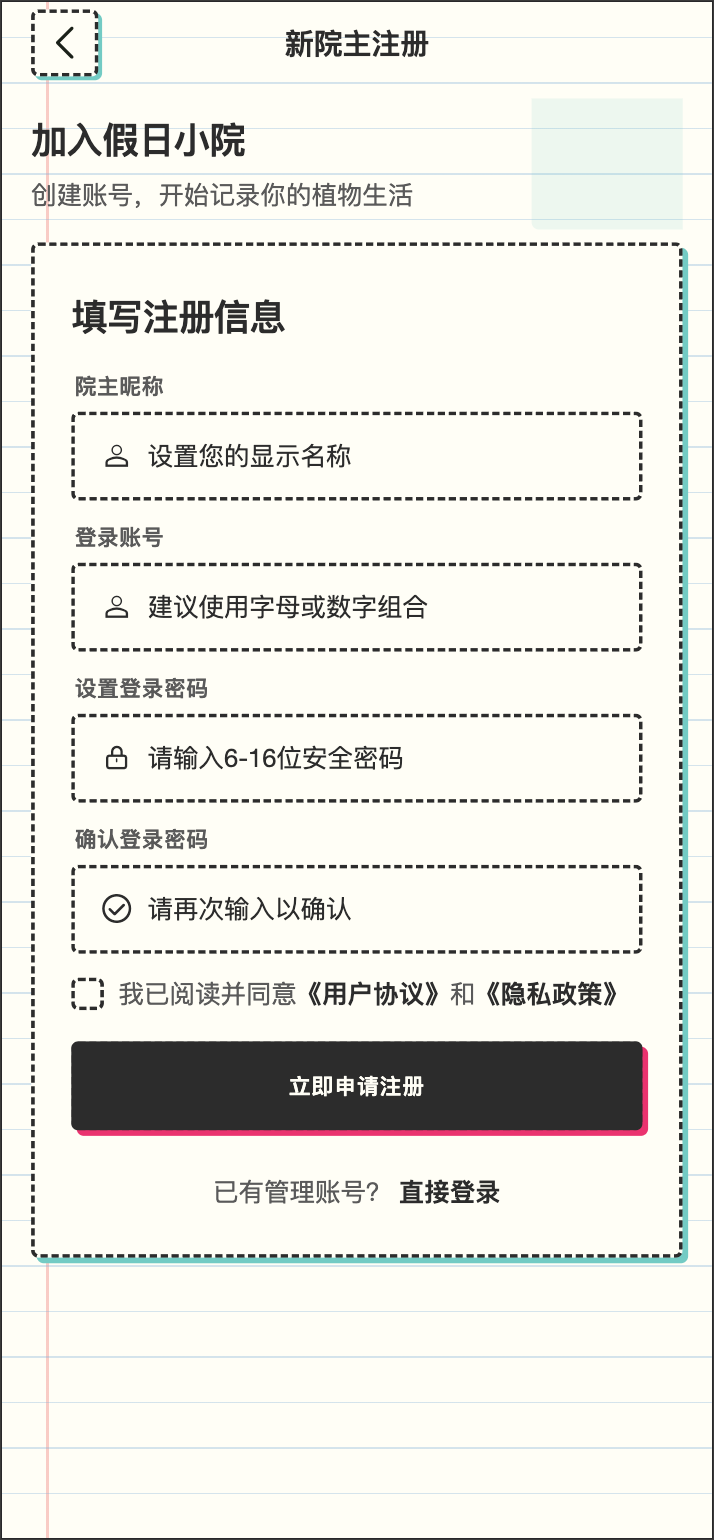 新院主注册
加入假日小院
创建账号，开始记录你的植物生活
填写注册信息
院主昵称
设置您的显示名称
登录账号
建议使用字母或数字组合
设置登录密码
请输入6-16位安全密码
确认登录密码
请再次输入以确认
我已阅读并同意《用户协议》和《隐私政策》
立即申请注册
已有管理账号？ 直接登录